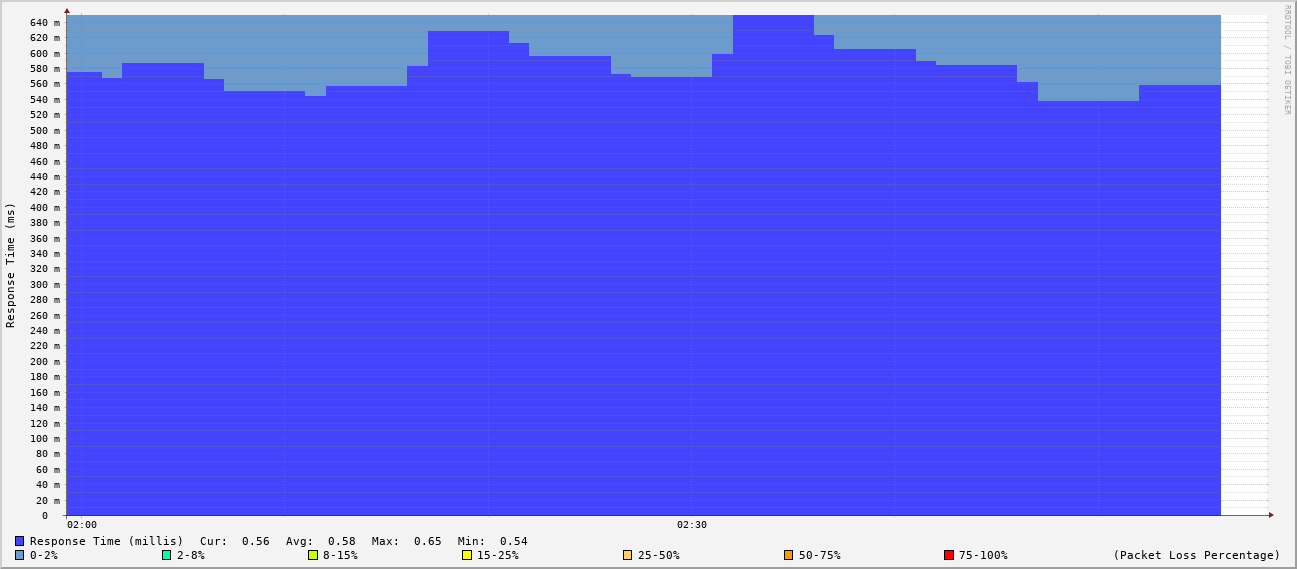 RRDTOOL / TOBI OETIKER
Response Time (ms)
640 m
620 m
600 m
580 m
560 m
540 m
520 m
500 m
480 m
460 m
440 m
420 m
400 m
380 m
360 m
340 m
320 m
300 m
280 m
260 m
240 m
220 m
200 m
180 m
160 m
140 m
120 m
100 m
80 m
60 m
40 m
20 m
0
02:00 02:30
Response Time (millis) Cur: 0.56 Avg: 0.58 Max: 0.65 Min: 0.54
0-2% 2-8% 8-15% 15-25% 25-50% 50-75% 75-100% (Packet Loss Percentage)